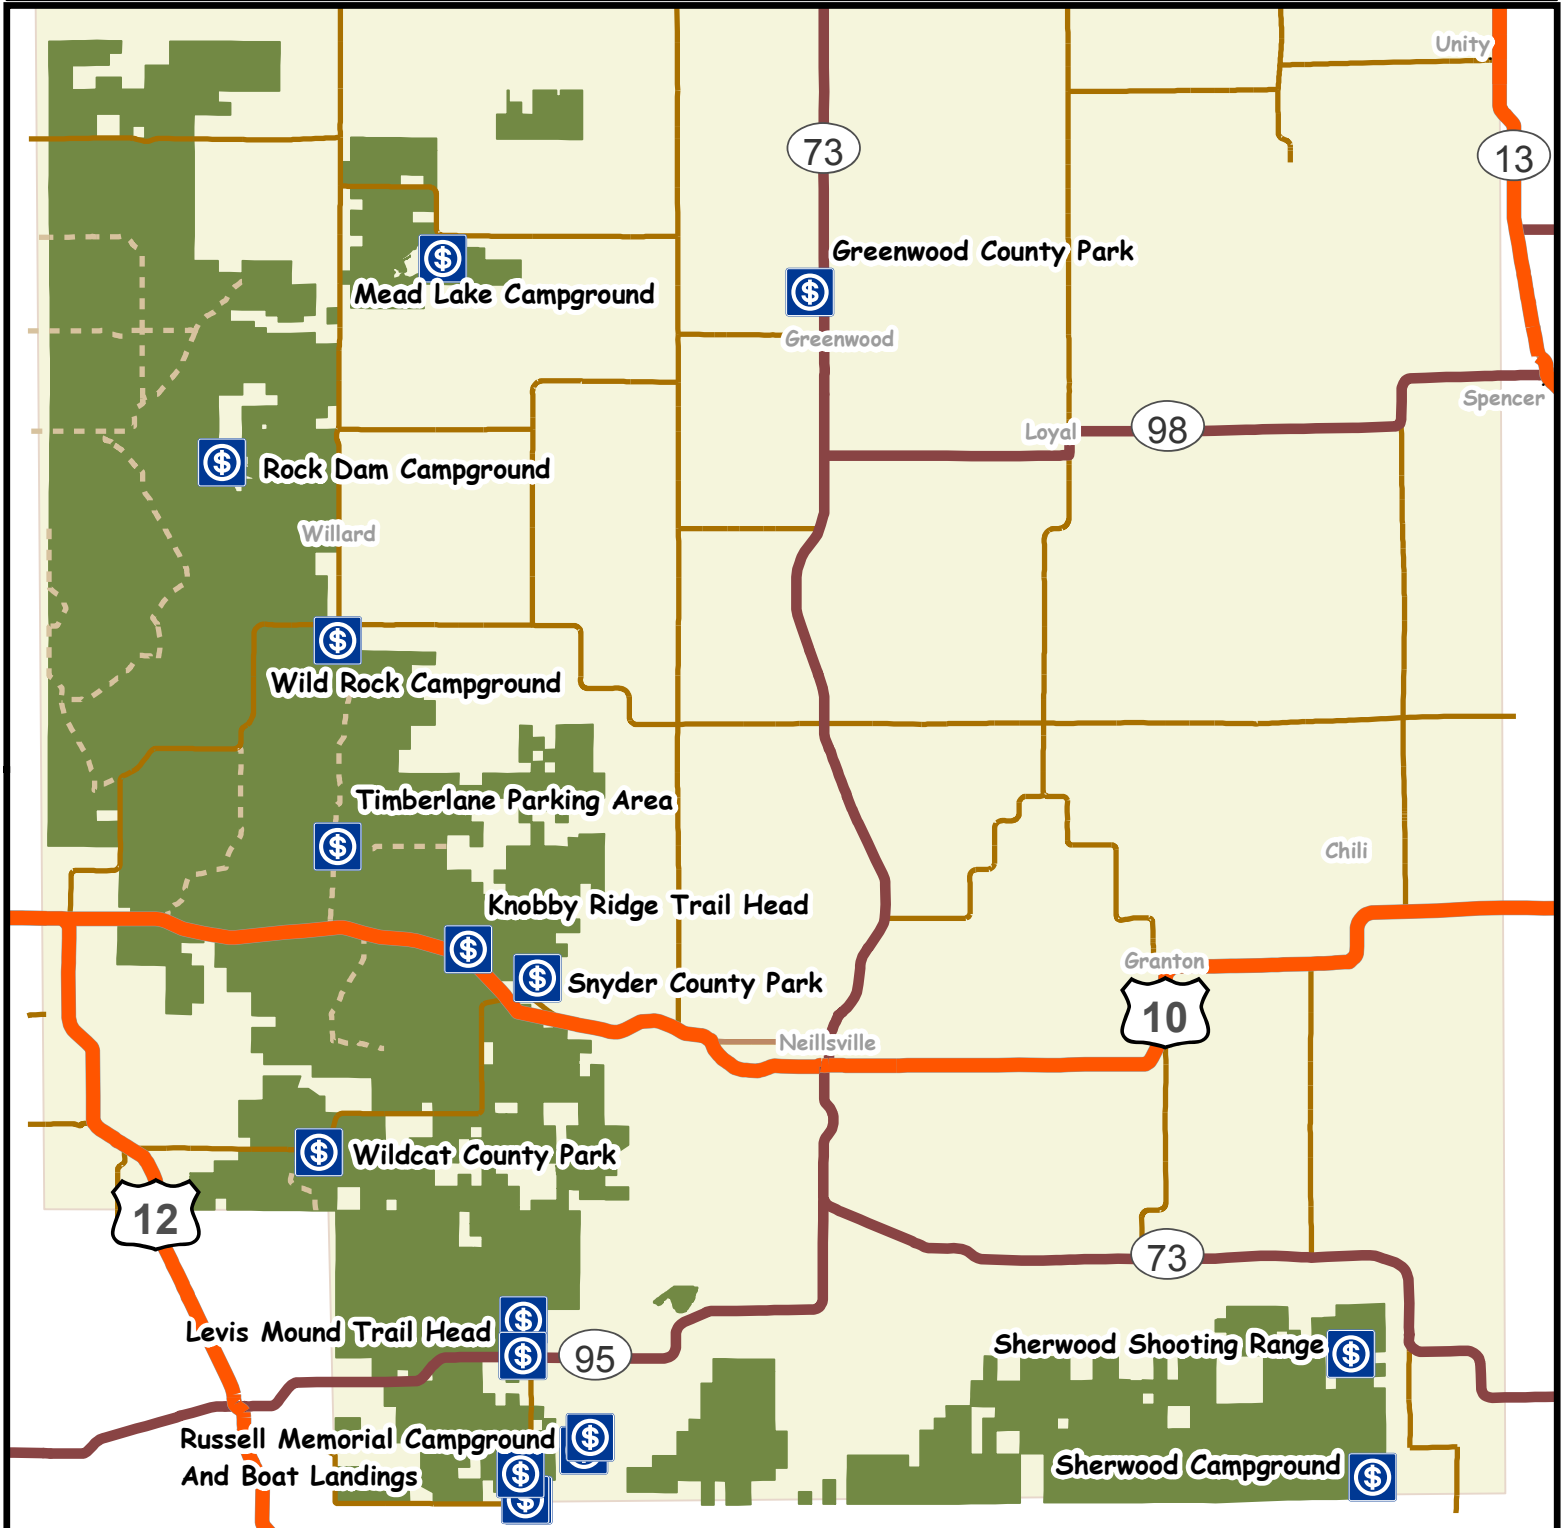 Unity
73
13
Greenwood County Park
$
$
Mead Lake Campground
$
Greenwood
Spencer
Loyal
98
$
Rock Dam Campground
Willard
$
Wild Rock Campground
Timberlane Parking Area
$
Chili
Knobby Ridge Trail Head
$
Granton
$
Snyder County Park
10
Neillsville
$
Wildcat County Park
12
73
$
Levis Mound Trail Head
$
95
Sherwood Shooting Range
$
Russell Memorial Campground
$
And Boat Landings
$
$
Sherwood Campground
$